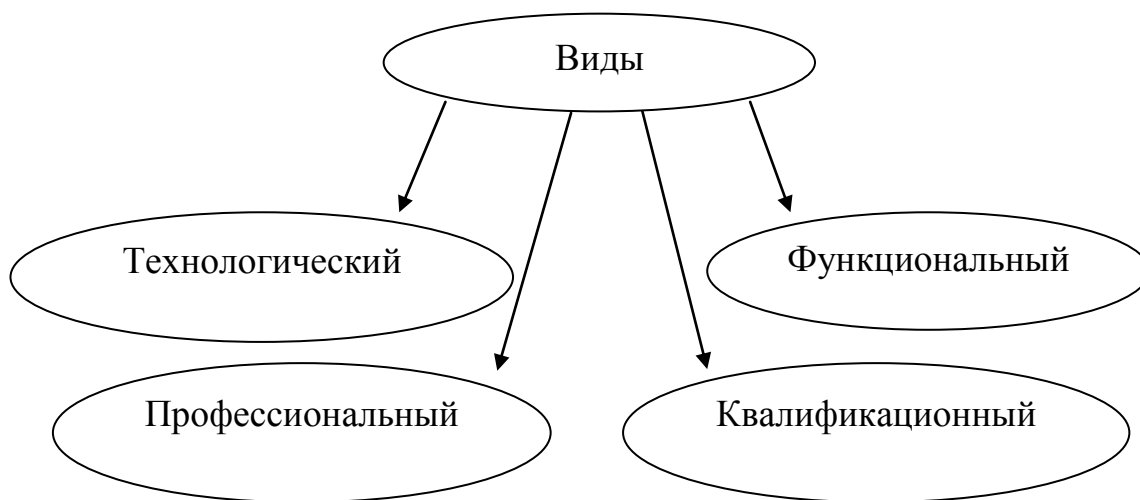 Виды
Технологический
Функциональный
Профессиональный
Квалификационный